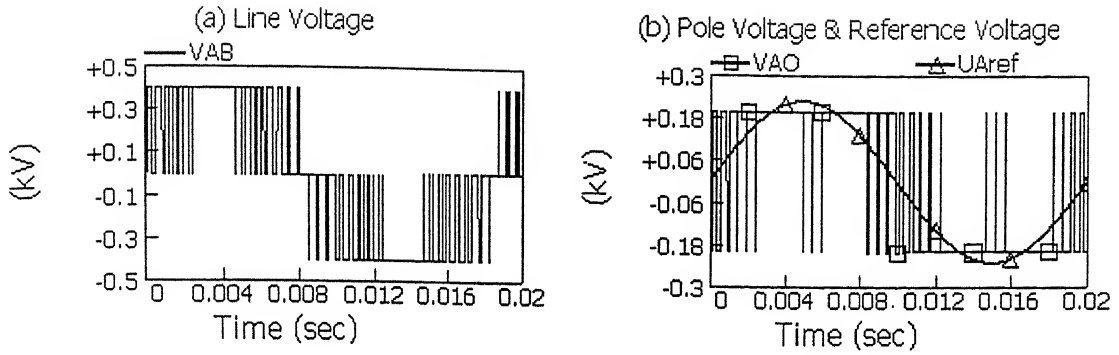 (a) Line Voltage
VAB
+0.5
+0.3
+0.1
-0.1
-0.3
-0.5
(kV)
0 0.004 0.008 0.012 0.016 0.02
Time (sec)
(b) Pole Voltage & Reference Voltage
VAO UAref
+0.3
+0.18
+0.06
-0.06
-0.18
-0.3
(kV)
0 0.004 0.008 0.012 0.016 0.02
Time (sec)